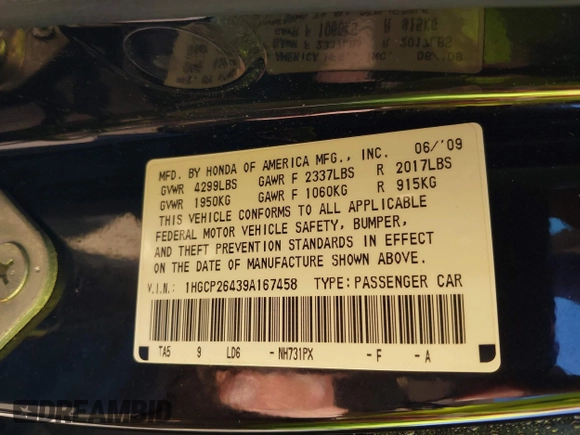 MFD. BY HONDA OF AMERICA MFG., INC. 06/'09
GVWR 4299LBS GAWR F 2337LBS R 2017LBS
GVWR 1950KG GAWR F 1060KG R 915KG
THIS VEHICLE CONFORMS TO ALL APPLICABLE
FEDERAL MOTOR VEHICLE SAFETY, BUMPER,
AND THEFT PREVENTION STANDARDS IN EFFECT
ON THE DATE OF MANUFACTURE SHOWN ABOVE.
V.I.N.: 1HGCP26439A167458 TYPE: PASSENGER CAR
TA5 9 LD6 -NH731PX -F -A
DREAMBID